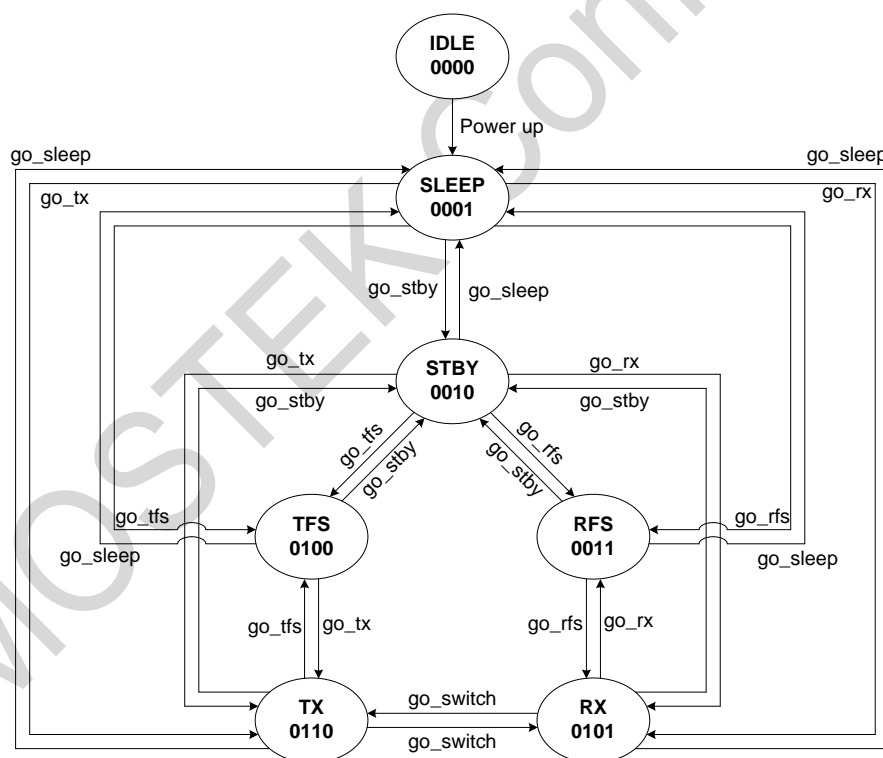 IDLE
0000
Power up
go_sleep
go_sleep
SLEEP
0001
go_tx
go_rx
go_stby
go_sleep
go_tx
STBY
0010
go_rx
go_stby
go_stby
go_tfs
go_stby
go_rfs
go_stby
go_tfs
TFS
0100
RFS
0011
go_rfs
go_sleep
go_sleep
go_tfs
go_tx
go_rfs
go_rx
TX
0110
go_switch
go_switch
RX
0101
MOSTEK Con